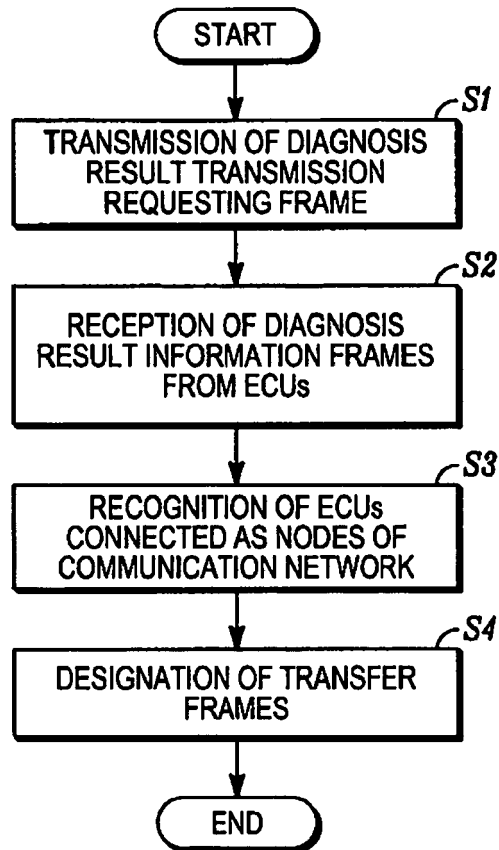 START
S1
TRANSMISSION OF DIAGNOSIS
RESULT TRANSMISSION
REQUESTING FRAME
S2
RECEPTION OF DIAGNOSIS
RESULT INFORMATION FRAMES
FROM ECUs
S3
RECOGNITION OF ECUs
CONNECTED AS NODES OF
COMMUNICATION NETWORK
S4
DESIGNATION OF TRANSFER
FRAMES
END